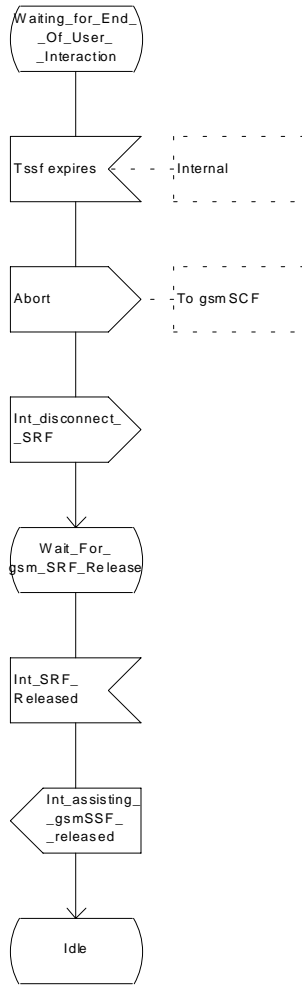 Waiting_for_End_
_Of_User_
_Interaction
Tssf expires
Internal
Abort
To gsmSCF
Int_disconnect_
_SRF
Wait_For_
gsm_SRF_Release
Int_SRF_
Released
Int_assisting_
_gsmSSF_
_released
Idle